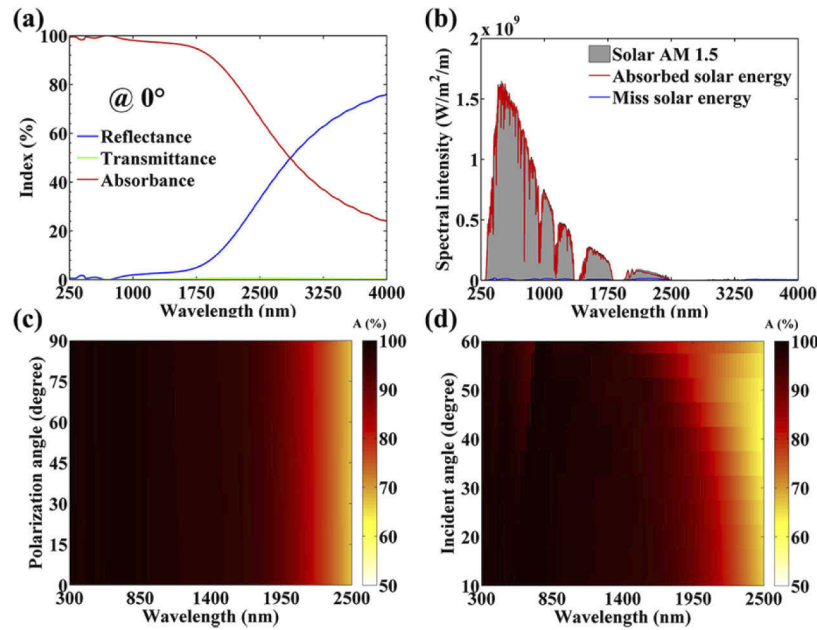 (a)
100
80
60
40
20
0
Index (%)
@ 0°
Reflectance
Transmittance
Absorbance
250 1000 1750 2500 3250 4000
Wavelength (nm)
(b)
2 x 10⁹
1.5
1
0.5
0
Spectral intensity (W/m²/m)
Solar AM 1.5
Absorbed solar energy
Miss solar energy
250 1000 1750 2500 3250 4000
Wavelength (nm)
(c)
90
75
60
45
30
15
0
Polarization angle (degree)
300 850 1400 1950 2500
Wavelength (nm)
A (%)
100
90
80
70
60
50
(d)
60
50
40
30
20
10
Incident angle (degree)
300 850 1400 1950 2500
Wavelength (nm)
A (%)
100
90
80
70
60
50